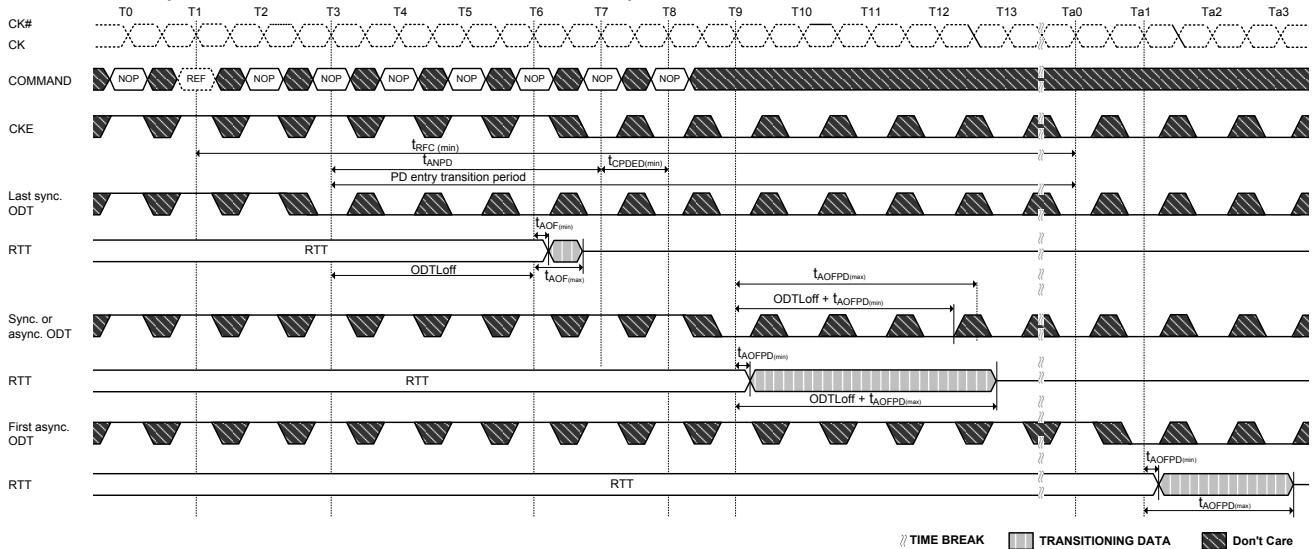 T0 T1 T2 T3 T4 T5 T6 T7 T8 T9 T10 T11 T12 T13 Ta0 Ta1 Ta2 Ta3
CK#
CK
COMMAND NOP REF NOP NOP NOP NOP NOP NOP NOP
CKE
tRFC (min)
tANPD tCPDED(min)
PD entry transition period
Last sync.
ODT
tAOF(min)
RTT RTT
ODTLoff tAOF(max)
tAOFPD(max)
ODTLoff + tAOFPD(min)
Sync. or
async. ODT
tAOFPD(min)
RTT RTT
ODTLoff + tAOFPD(max)
First async.
ODT
tAOFPD(min)
RTT RTT
tAOFPD(max)
TIME BREAK TRANSITIONING DATA Don't Care